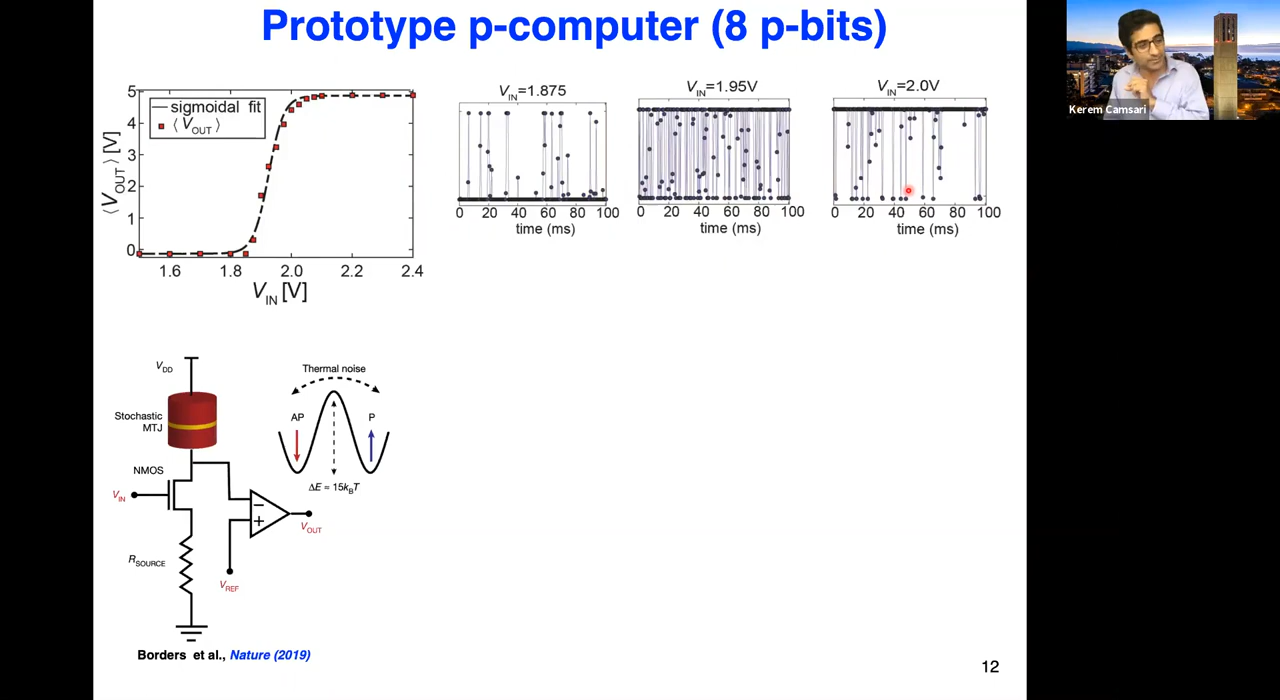 Prototype p-computer (8 p-bits)
sigmoidal fit
⟨ V_OUT ⟩
⟨V_OUT⟩ [V]
5
4
3
2
1
0
1.6 1.8 2.0 2.2 2.4
V_IN [V]
V_IN=1.875
0 20 40 60 80 100
time (ms)
V_IN=1.95V
0 20 40 60 80 100
time (ms)
V_IN=2.0V
0 20 40 60 80 100
time (ms)
Kerem Camsari
V_DD
Stochastic
MTJ
NMOS
V_IN
R_SOURCE
V_REF
−
+
V_OUT
Thermal noise
AP
P
ΔE ≈ 15k_BT
Borders et al., Nature (2019)
12